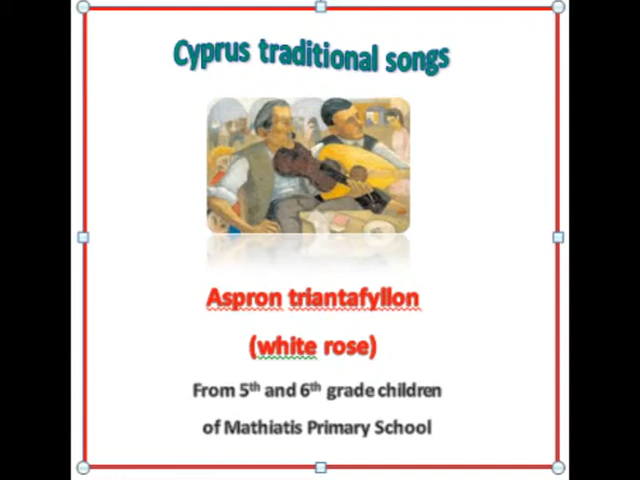 Cyprus traditional songs
Aspron triantafyllon
(white rose)
From 5th and 6th grade children
of Mathiatis Primary School